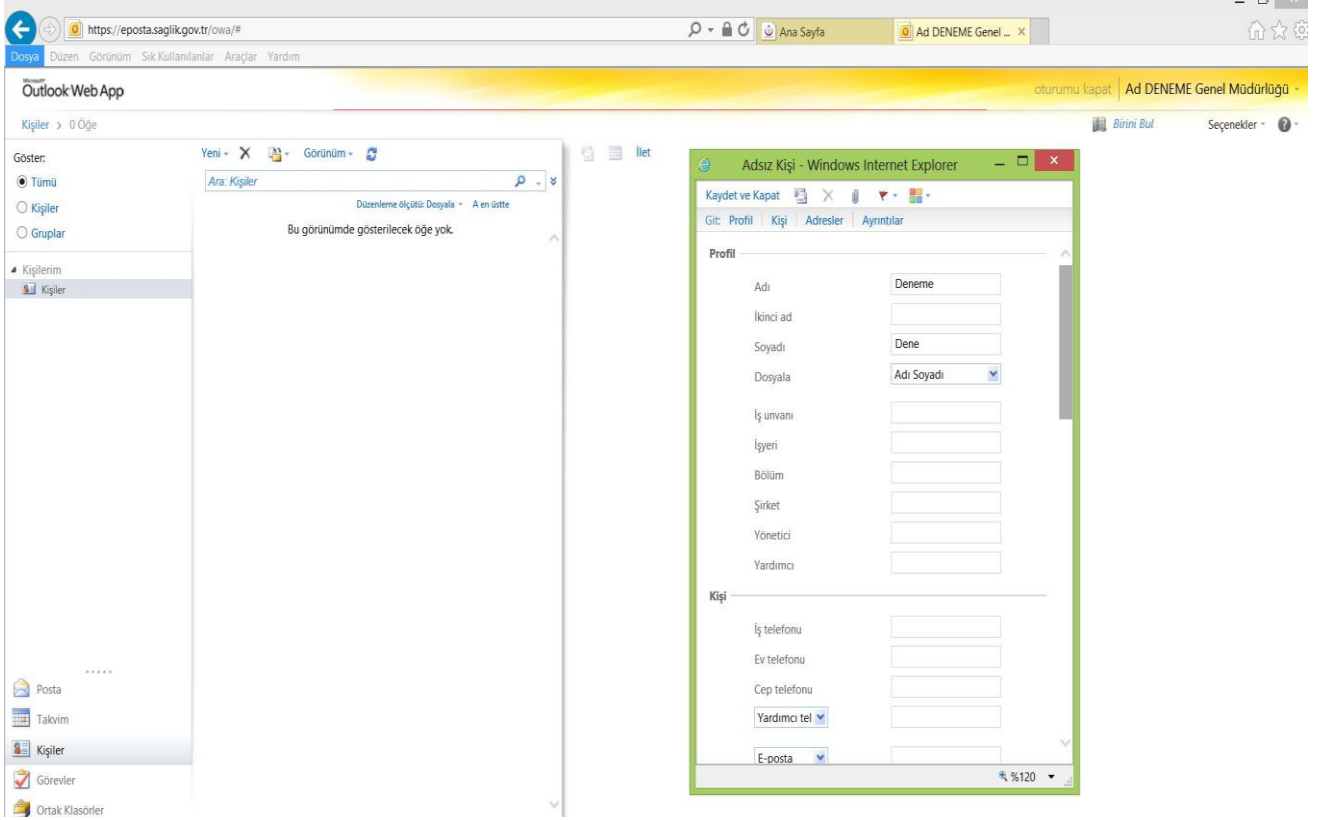 https://eposta.saglik.gov.tr/owa/#
Ana Sayfa
Ad DENEME Genel ...
Dosya Düzen Görünüm Sık Kullanılanlar Araçlar Yardım
Microsoft
Outlook Web App
oturumu kapat Ad DENEME Genel Müdürlüğü
Kişiler > 0 Öğe
Birini Bul Seçenekler
Göster:
Tümü
Kişiler
Gruplar
Kişilerim
Kişiler
Posta
Takvim
Kişiler
Görevler
Ortak Klasörler
Yeni Görünüm
Ara: Kişiler
Düzenleme ölçütü: Dosyala A en üstte
Bu görünümde gösterilecek öğe yok.
İlet
Adsız Kişi - Windows Internet Explorer
Kaydet ve Kapat
Git: Profil Kişi Adresler Ayrıntılar
Profil
Adı Deneme
İkinci ad
Soyadı Dene
Dosyala Adı Soyadı
İş unvanı
İşyeri
Bölüm
Şirket
Yönetici
Yardımcı
Kişi
İş telefonu
Ev telefonu
Cep telefonu
Yardımcı tel
E-posta
%120